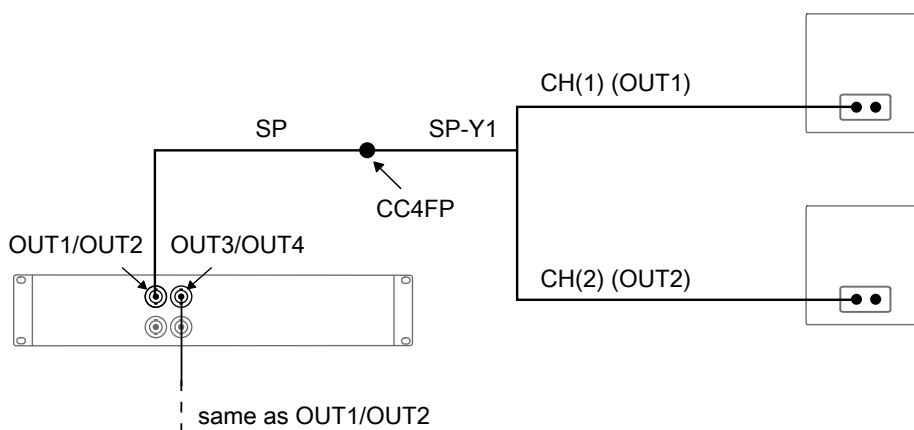 CH(1) (OUT1)
SP
SP-Y1
CC4FP
OUT1/OUT2
OUT3/OUT4
CH(2) (OUT2)
same as OUT1/OUT2